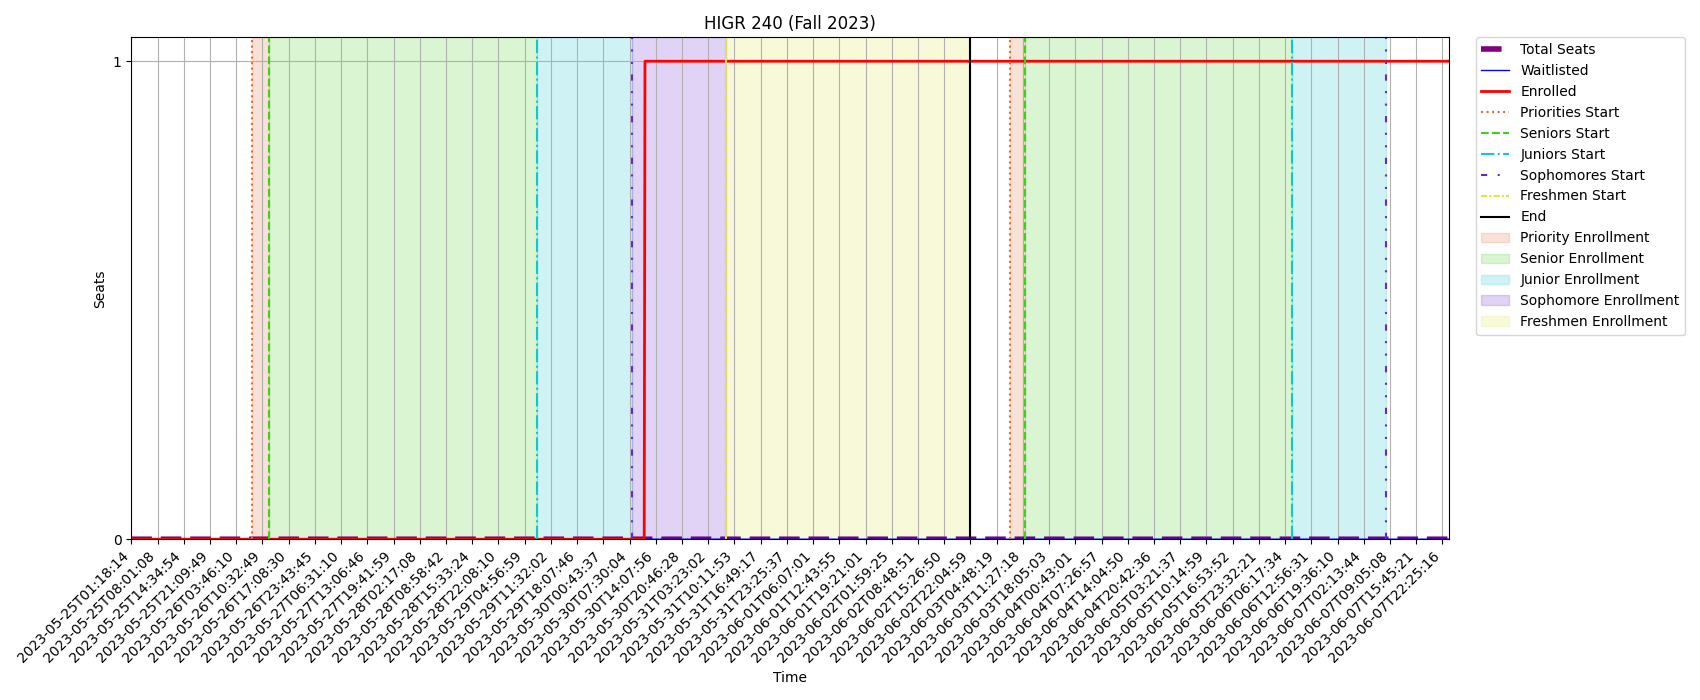 HIGR 240 (Fall 2023)
Seats
1
0
2023-05-25T01:18:14
2023-05-25T08:01:08
2023-05-25T14:34:54
2023-05-25T21:09:49
2023-05-26T03:46:10
2023-05-26T10:32:49
2023-05-26T17:08:30
2023-05-26T23:43:45
2023-05-27T06:31:10
2023-05-27T13:06:46
2023-05-27T19:41:59
2023-05-28T02:17:08
2023-05-28T08:58:42
2023-05-28T15:33:24
2023-05-28T22:08:10
2023-05-29T04:56:59
2023-05-29T11:32:02
2023-05-29T18:07:46
2023-05-30T00:43:37
2023-05-30T07:30:04
2023-05-30T14:07:56
2023-05-30T20:46:28
2023-05-31T03:23:02
2023-05-31T10:11:53
2023-05-31T16:49:17
2023-05-31T23:25:37
2023-06-01T06:07:01
2023-06-01T12:43:55
2023-06-01T19:21:01
2023-06-02T01:59:25
2023-06-02T08:48:51
2023-06-02T15:26:50
2023-06-02T22:04:59
2023-06-03T04:48:19
2023-06-03T11:27:18
2023-06-03T18:05:03
2023-06-04T00:43:01
2023-06-04T07:26:57
2023-06-04T14:04:50
2023-06-04T20:42:36
2023-06-05T03:21:37
2023-06-05T10:14:59
2023-06-05T16:53:52
2023-06-05T23:32:21
2023-06-06T06:17:34
2023-06-06T12:56:31
2023-06-06T19:36:10
2023-06-07T02:13:44
2023-06-07T09:05:08
2023-06-07T15:45:21
2023-06-07T22:25:16
Time
Total Seats
Waitlisted
Enrolled
Priorities Start
Seniors Start
Juniors Start
Sophomores Start
Freshmen Start
End
Priority Enrollment
Senior Enrollment
Junior Enrollment
Sophomore Enrollment
Freshmen Enrollment